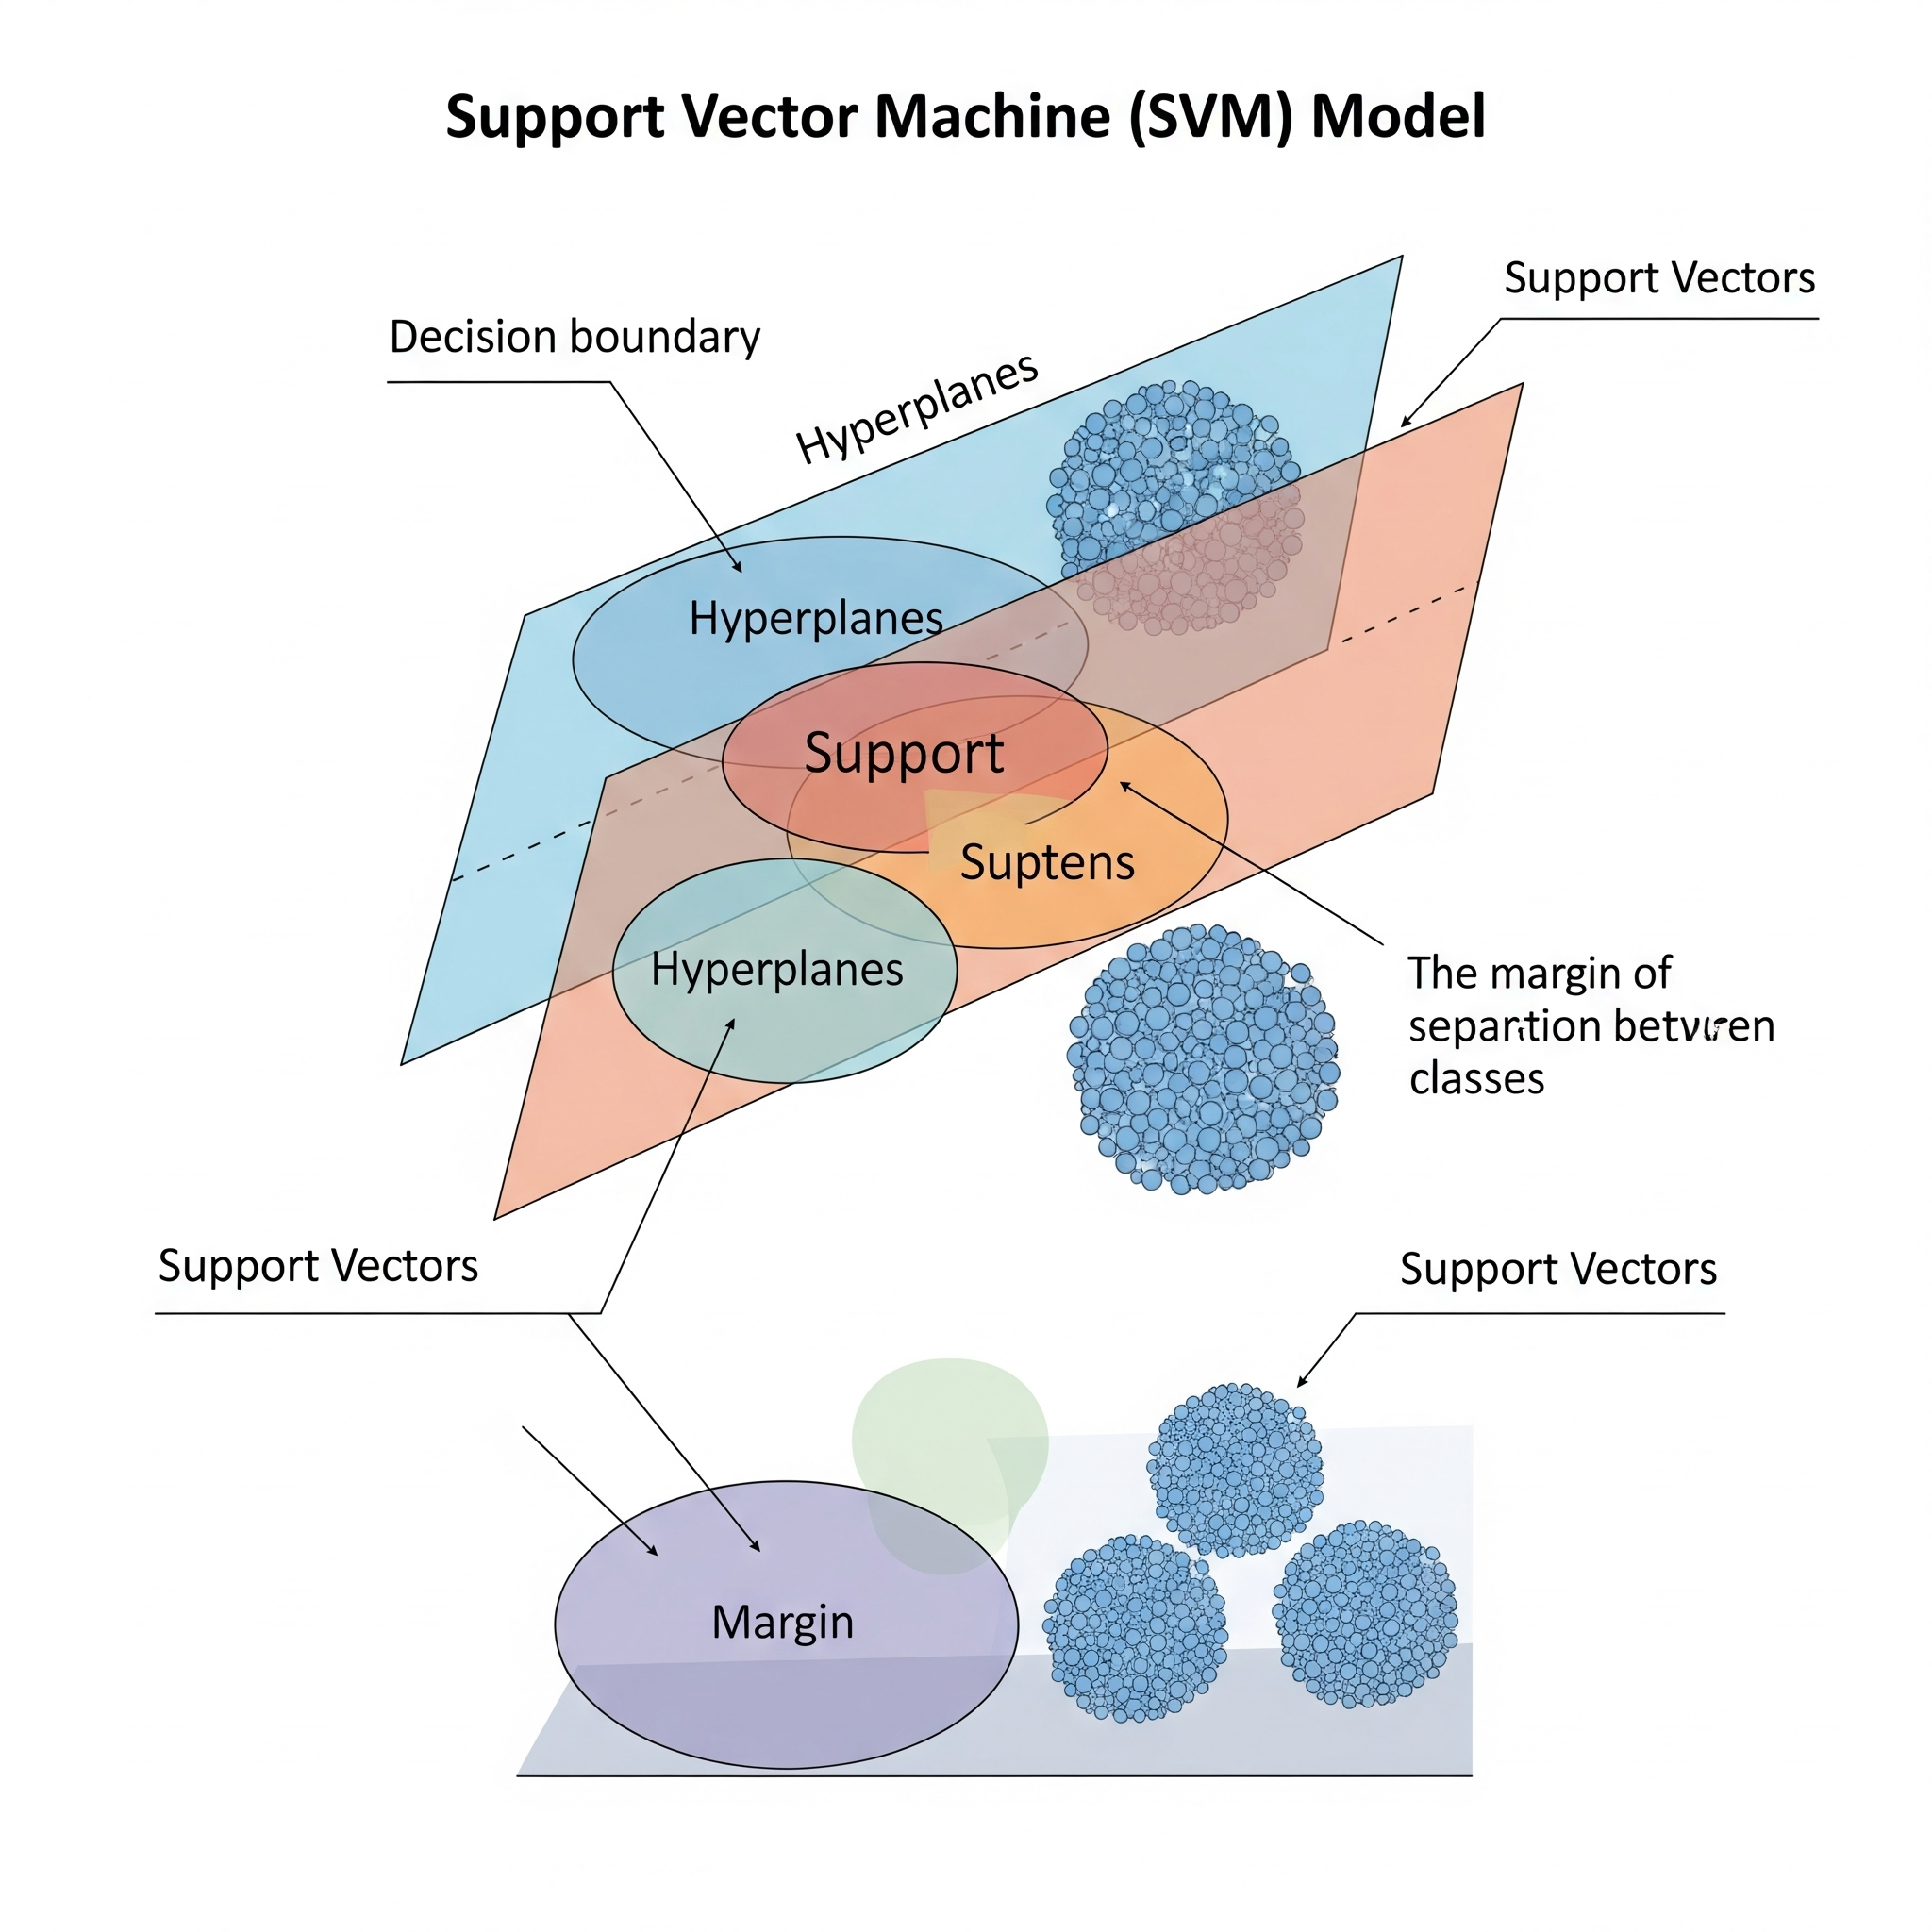 Support Vector Machine (SVM) Model
Support Vectors
Decision boundary
Hyperplanes
Hyperplanes
Support
Suptens
Hyperplanes
The margin of
separtion
classes
Support Vectors
Support Vectors
Margin